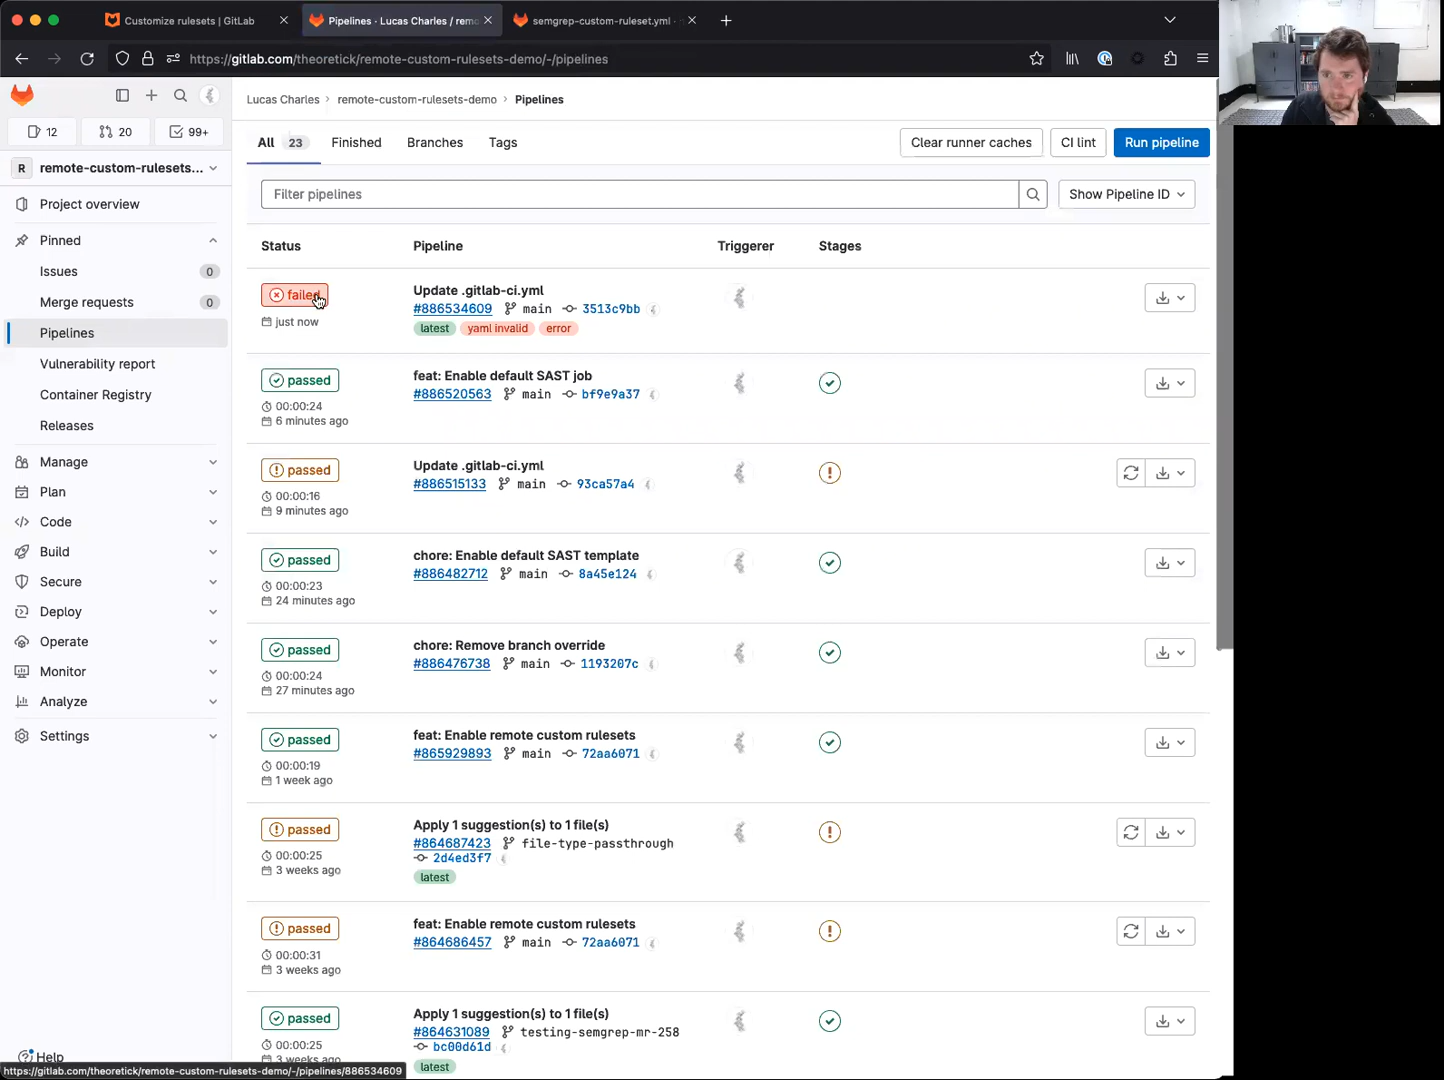 Customize rulesets | GitLab
Pipelines · Lucas Charles / remo
semgrep-custom-ruleset.yml ·
https://gitlab.com/theoretick/remote-custom-rulesets-demo/-/pipelines
12
20
99+
R remote-custom-rulesets...
Project overview
Pinned
Issues 0
Merge requests 0
Pipelines
Vulnerability report
Container Registry
Releases
Manage
Plan
Code
Build
Secure
Deploy
Operate
Monitor
Analyze
Settings
Help
Lucas Charles › remote-custom-rulesets-demo › Pipelines
All 23 Finished Branches Tags
Clear runner caches CI lint Run pipeline
Filter pipelines Show Pipeline ID
Status Pipeline Triggerer Stages
failed Update .gitlab-ci.yml
#886534609 main 3513c9bb
just now latest yaml invalid error
passed feat: Enable default SAST job
#886520563 main bf9e9a37
00:00:24
6 minutes ago
passed Update .gitlab-ci.yml
#886515133 main 93ca57a4
00:00:16
9 minutes ago
passed chore: Enable default SAST template
#886482712 main 8a45e124
00:00:23
24 minutes ago
passed chore: Remove branch override
#886476738 main 1193207c
00:00:24
27 minutes ago
passed feat: Enable remote custom rulesets
#865929893 main 72aa6071
00:00:19
1 week ago
passed Apply 1 suggestion(s) to 1 file(s)
#864687423 file-type-passthrough
00:00:25 2d4ed3f7
3 weeks ago latest
passed feat: Enable remote custom rulesets
#864686457 main 72aa6071
00:00:31
3 weeks ago
passed Apply 1 suggestion(s) to 1 file(s)
#864631089 testing-semgrep-mr-258
00:00:25 bc00d61d
3 weeks ago latest
https://gitlab.com/theoretick/remote-custom-rulesets-demo/-/pipelines/886534609